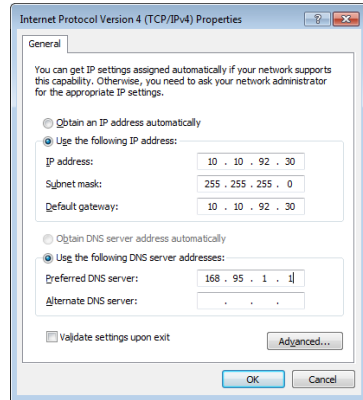 Internet Protocol Version 4 (TCP/IPv4) Properties
General
You can get IP settings assigned automatically if your network supports
this capability. Otherwise, you need to ask your network administrator
for the appropriate IP settings.
Obtain an IP address automatically
Use the following IP address:
IP address: 10 . 10 . 92 . 30
Subnet mask: 255 . 255 . 255 . 0
Default gateway: 10 . 10 . 92 . 30
Obtain DNS server address automatically
Use the following DNS server addresses:
Preferred DNS server: 168 . 95 . 1 . 1
Alternate DNS server: . . .
Validate settings upon exit
Advanced...
OK Cancel